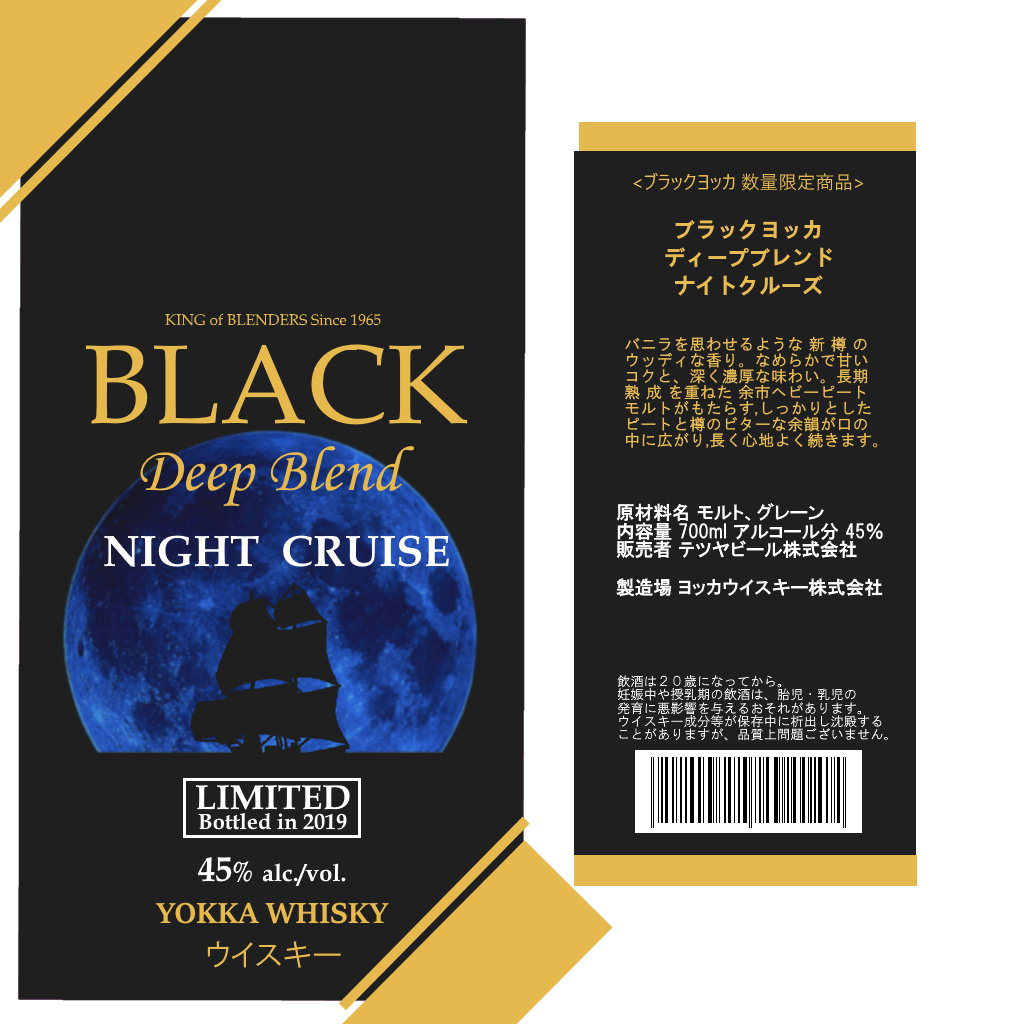 KING of BLENDERS Since 1965
BLACK
Deep Blend
NIGHT CRUISE
LIMITED
Bottled in 2019
45% alc./vol.
YOKKA WHISKY
ウイスキー
<ブラックヨッカ 数量限定商品>
ブラックヨッカ
ディープブレンド
ナイトクルーズ
バニラを思わせるような 新 樽 の
ウッディな香り。なめらかで甘い
コクと、深く濃厚な味わい。長期
熟 成 を重ねた 余市ヘビーピート
モルトがもたらす,しっかりとした
ピートと樽のビターな余韻が口の
中に広がり,長く心地よく続きます。
原材料名 モルト、グレーン
内容量 700ml アルコール分 45%
販売者 テツヤビール株式会社
製造場 ヨッカウイスキー株式会社
飲酒は２０歳になってから。
妊娠中や授乳期の飲酒は、胎児・乳児の
発育に悪影響を与えるおそれがあります。
ウイスキー成分等が保存中に析出し沈殿する
ことがありますが、品質上問題ございません。